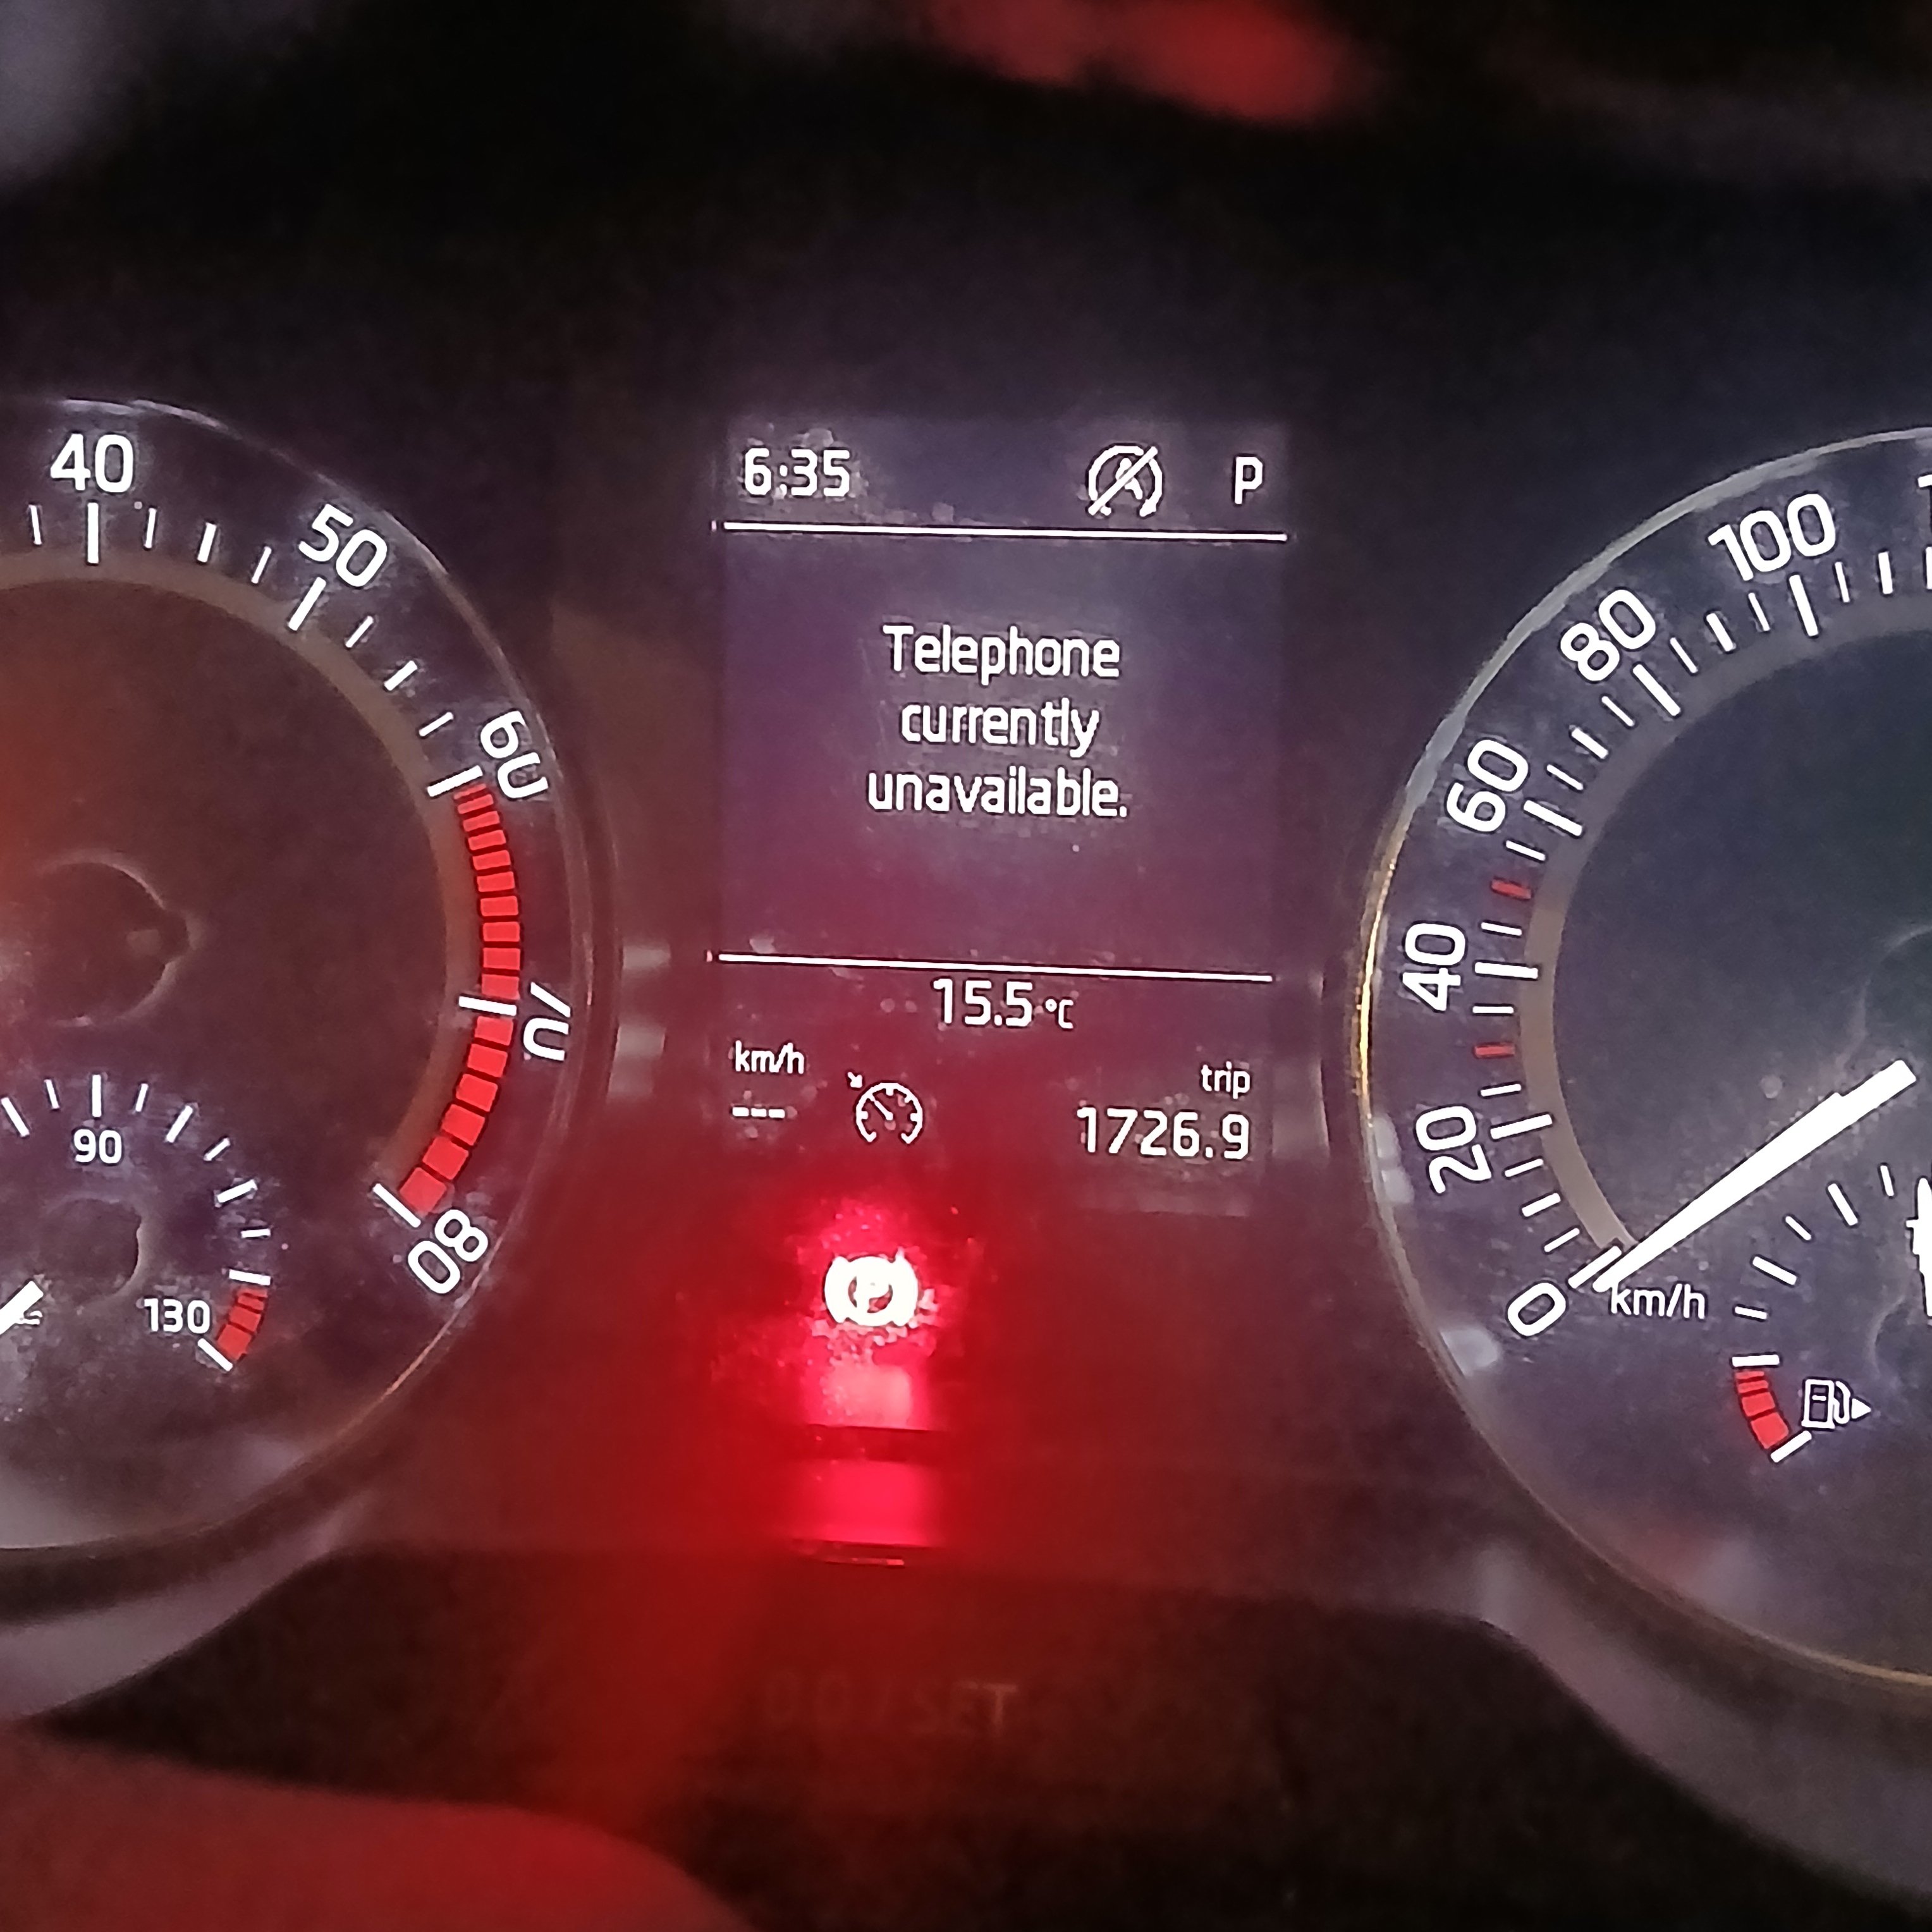 40
50
60
80
90
130
6:35 P
Telephone
currently
unavailable.
15.5 °C
km/h
---
trip
1726.9
P
100
80
60
40
20
0
km/h
SET